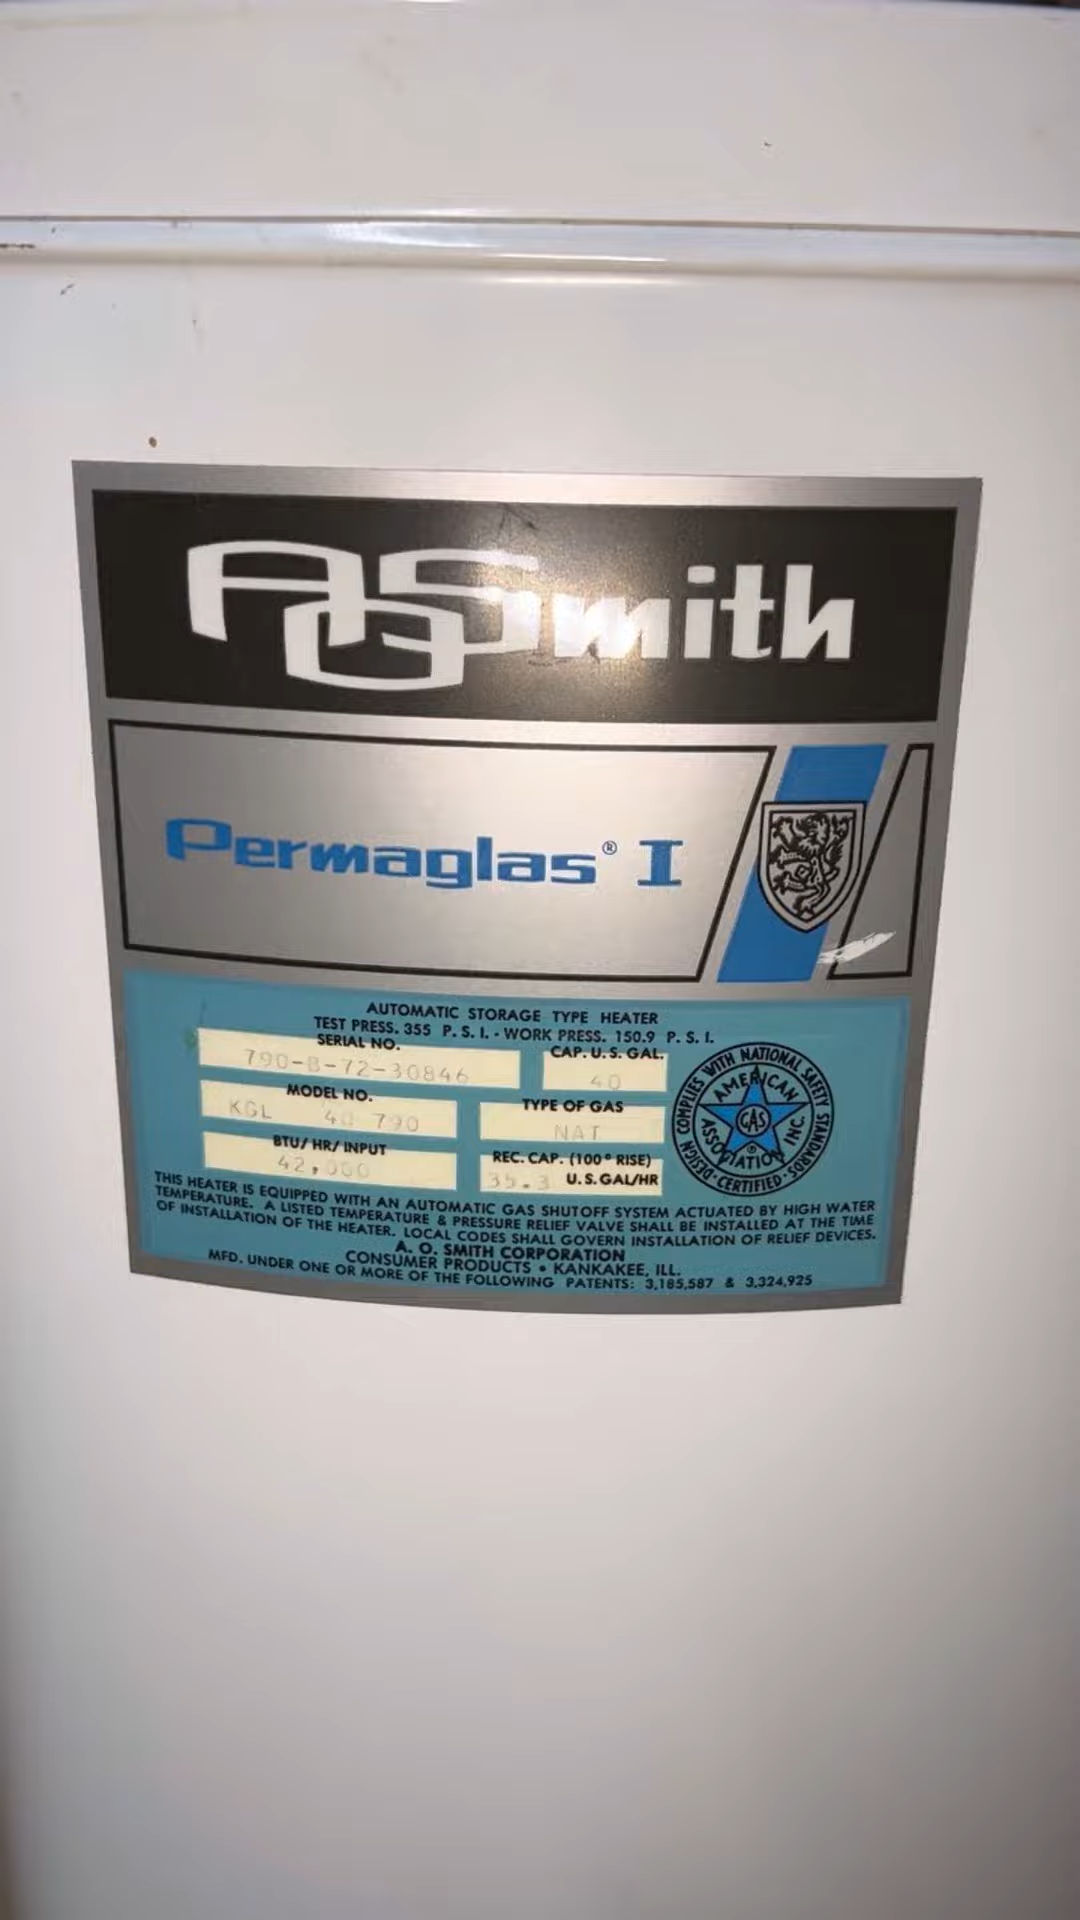 AOSmith
Permaglas® I
AUTOMATIC STORAGE TYPE HEATER
TEST PRESS. 355 P.S.I. - WORK PRESS. 150.9 P.S.I.
SERIAL NO.
790-B-72-30846
CAP. U.S. GAL.
40
MODEL NO.
KGL 40 790
TYPE OF GAS
NAT
BTU/ HR/ INPUT
42,000
REC. CAP. (100° RISE)
35.3 U.S. GAL/HR
DESIGN COMPLIES WITH NATIONAL SAFETY STANDARDS
CERTIFIED
AMERICAN
GAS
®
ASSOCIATION INC.
THIS HEATER IS EQUIPPED WITH AN AUTOMATIC GAS SHUTOFF SYSTEM ACTUATED BY HIGH WATER
TEMPERATURE. A LISTED TEMPERATURE & PRESSURE RELIEF VALVE SHALL BE INSTALLED AT THE TIME
OF INSTALLATION OF THE HEATER. LOCAL CODES SHALL GOVERN INSTALLATION OF RELIEF DEVICES.
A. O. SMITH CORPORATION
CONSUMER PRODUCTS • KANKAKEE, ILL.
MFD. UNDER ONE OR MORE OF THE FOLLOWING PATENTS: 3,185,587 & 3,324,925